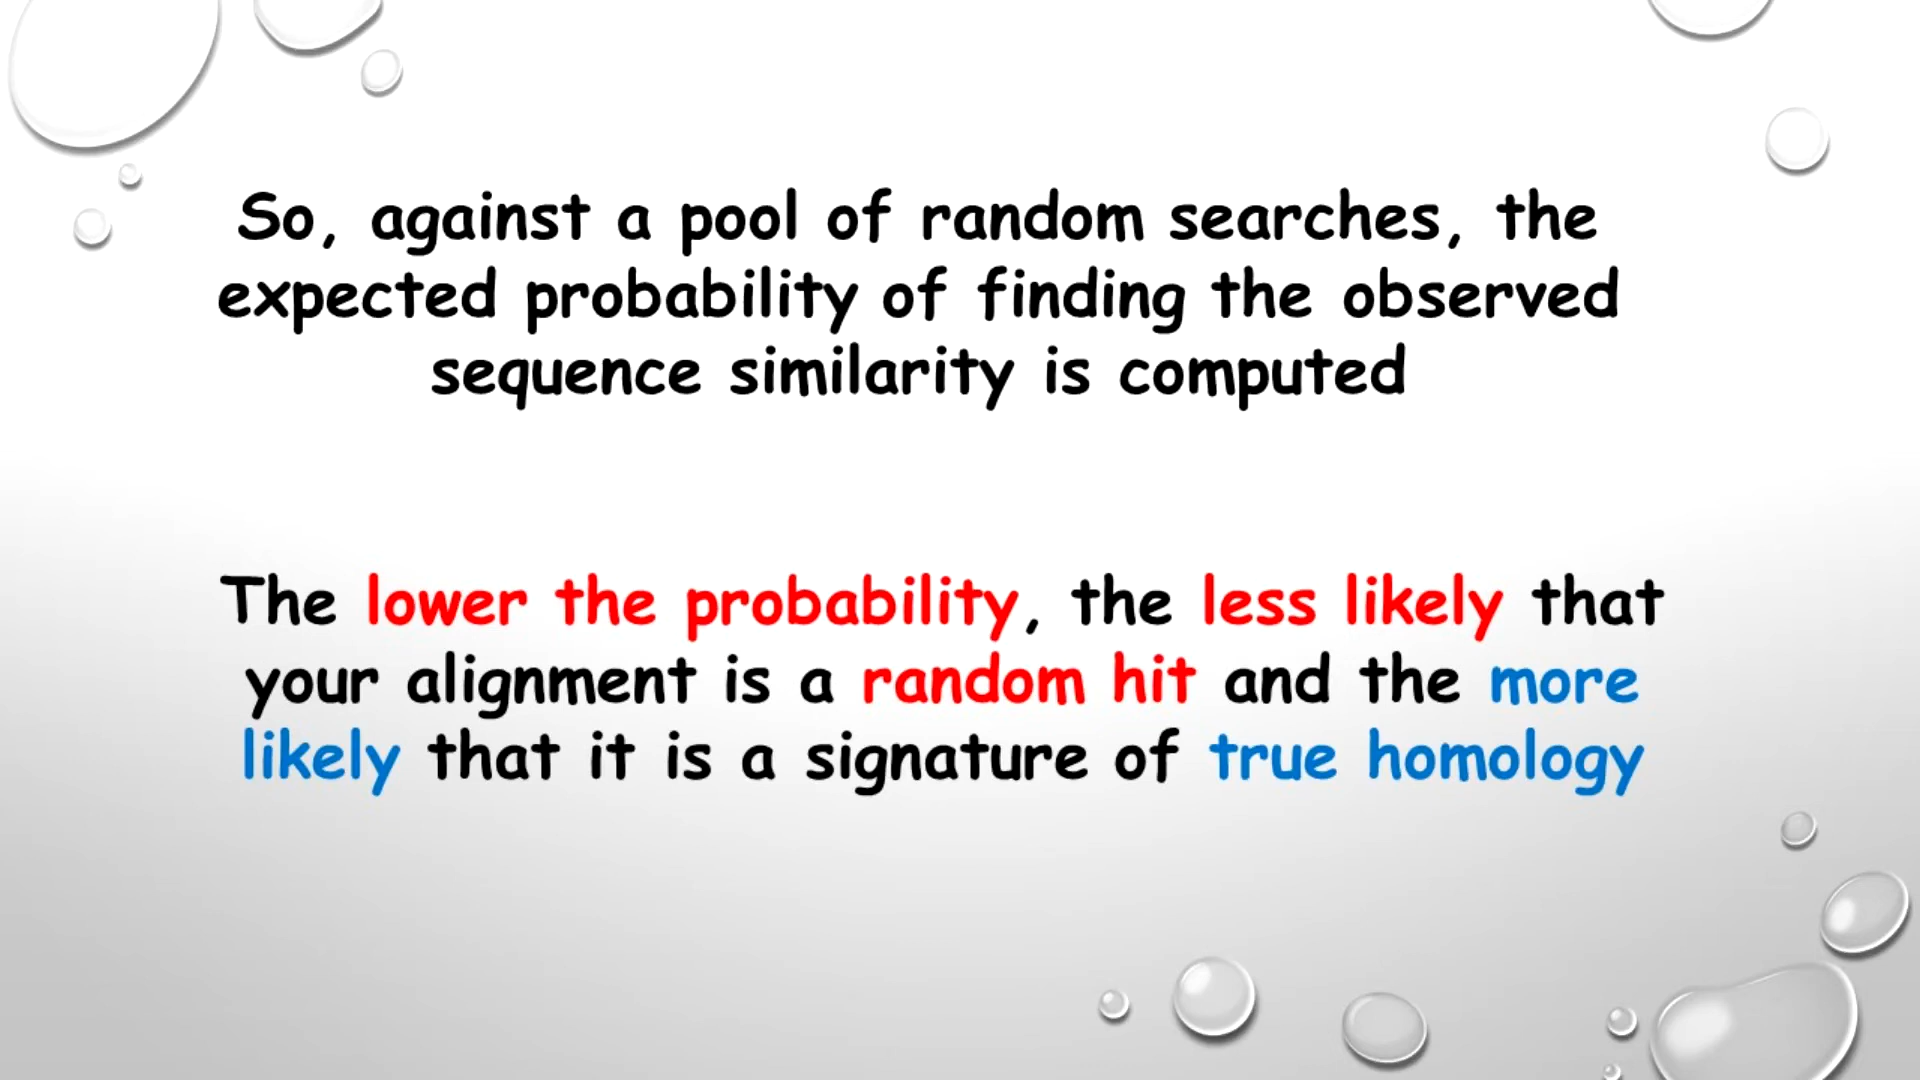 So, against a pool of random searches, the
expected probability of finding the observed
sequence similarity is computed
The lower the probability, the less likely that
your alignment is a random hit and the more
likely that it is a signature of true homology